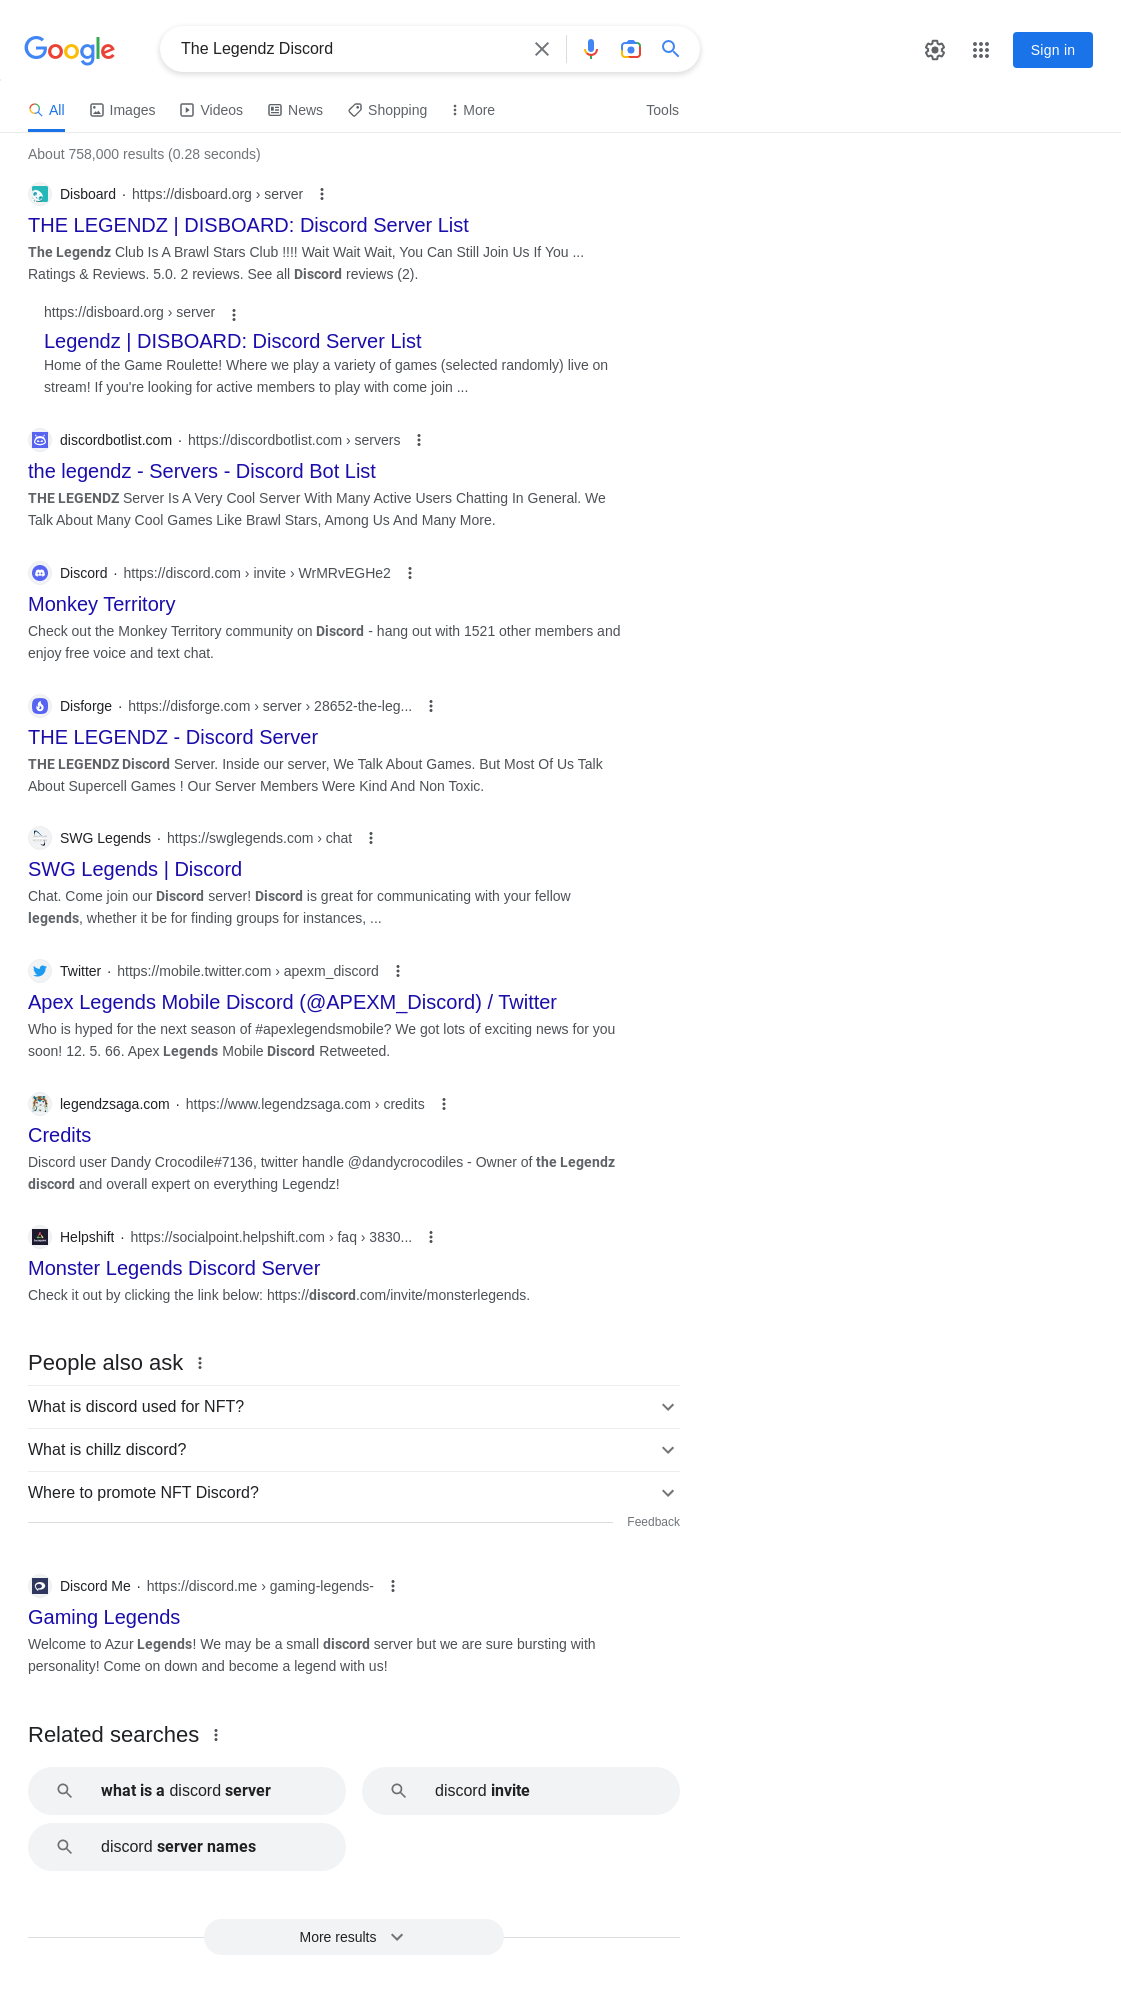 Google
The Legendz Discord
Sign in
All
Images
Videos
News
Shopping
More
Tools
About 758,000 results (0.28 seconds)
Disboard · https://disboard.org › server
THE LEGENDZ | DISBOARD: Discord Server List
The Legendz Club Is A Brawl Stars Club !!!! Wait Wait Wait, You Can Still Join Us If You ...
Ratings & Reviews. 5.0. 2 reviews. See all Discord reviews (2).
https://disboard.org › server
Legendz | DISBOARD: Discord Server List
Home of the Game Roulette! Where we play a variety of games (selected randomly) live on
stream! If you're looking for active members to play with come join ...
discordbotlist.com · https://discordbotlist.com › servers
the legendz - Servers - Discord Bot List
THE LEGENDZ Server Is A Very Cool Server With Many Active Users Chatting In General. We
Talk About Many Cool Games Like Brawl Stars, Among Us And Many More.
Discord · https://discord.com › invite › WrMRvEGHe2
Monkey Territory
Check out the Monkey Territory community on Discord - hang out with 1521 other members and
enjoy free voice and text chat.
Disforge · https://disforge.com › server › 28652-the-leg...
THE LEGENDZ - Discord Server
THE LEGENDZ Discord Server. Inside our server, We Talk About Games. But Most Of Us Talk
About Supercell Games ! Our Server Members Were Kind And Non Toxic.
SWG Legends · https://swglegends.com › chat
SWG Legends | Discord
Chat. Come join our Discord server! Discord is great for communicating with your fellow
legends, whether it be for finding groups for instances, ...
Twitter · https://mobile.twitter.com › apexm_discord
Apex Legends Mobile Discord (@APEXM_Discord) / Twitter
Who is hyped for the next season of #apexlegendsmobile? We got lots of exciting news for you
soon! 12. 5. 66. Apex Legends Mobile Discord Retweeted.
legendzsaga.com · https://www.legendzsaga.com › credits
Credits
Discord user Dandy Crocodile#7136, twitter handle @dandycrocodiles - Owner of the Legendz
discord and overall expert on everything Legendz!
Helpshift · https://socialpoint.helpshift.com › faq › 3830...
Monster Legends Discord Server
Check it out by clicking the link below: https://discord.com/invite/monsterlegends.
People also ask
What is discord used for NFT?
What is chillz discord?
Where to promote NFT Discord?
Feedback
Discord Me · https://discord.me › gaming-legends-
Gaming Legends
Welcome to Azur Legends! We may be a small discord server but we are sure bursting with
personality! Come on down and become a legend with us!
Related searches
what is a discord server
discord invite
discord server names
More results